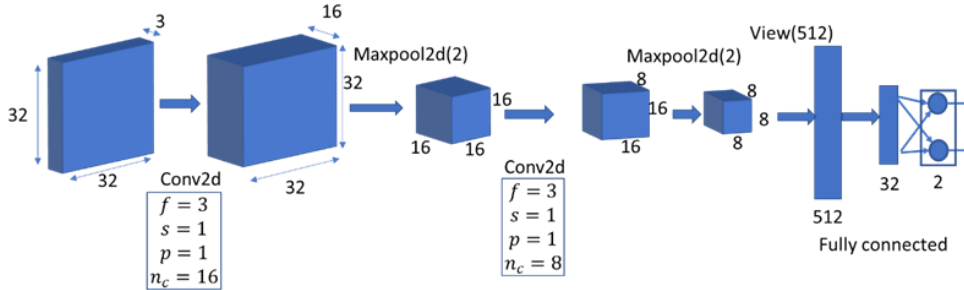 3
32
32
16
32
32
Conv2d
f = 3
s = 1
p = 1
n_c = 16
Maxpool2d(2)
16
16
16
Conv2d
f = 3
s = 1
p = 1
n_c = 8
8
16
16
Maxpool2d(2)
8
8
8
View(512)
512
32
2
Fully connected